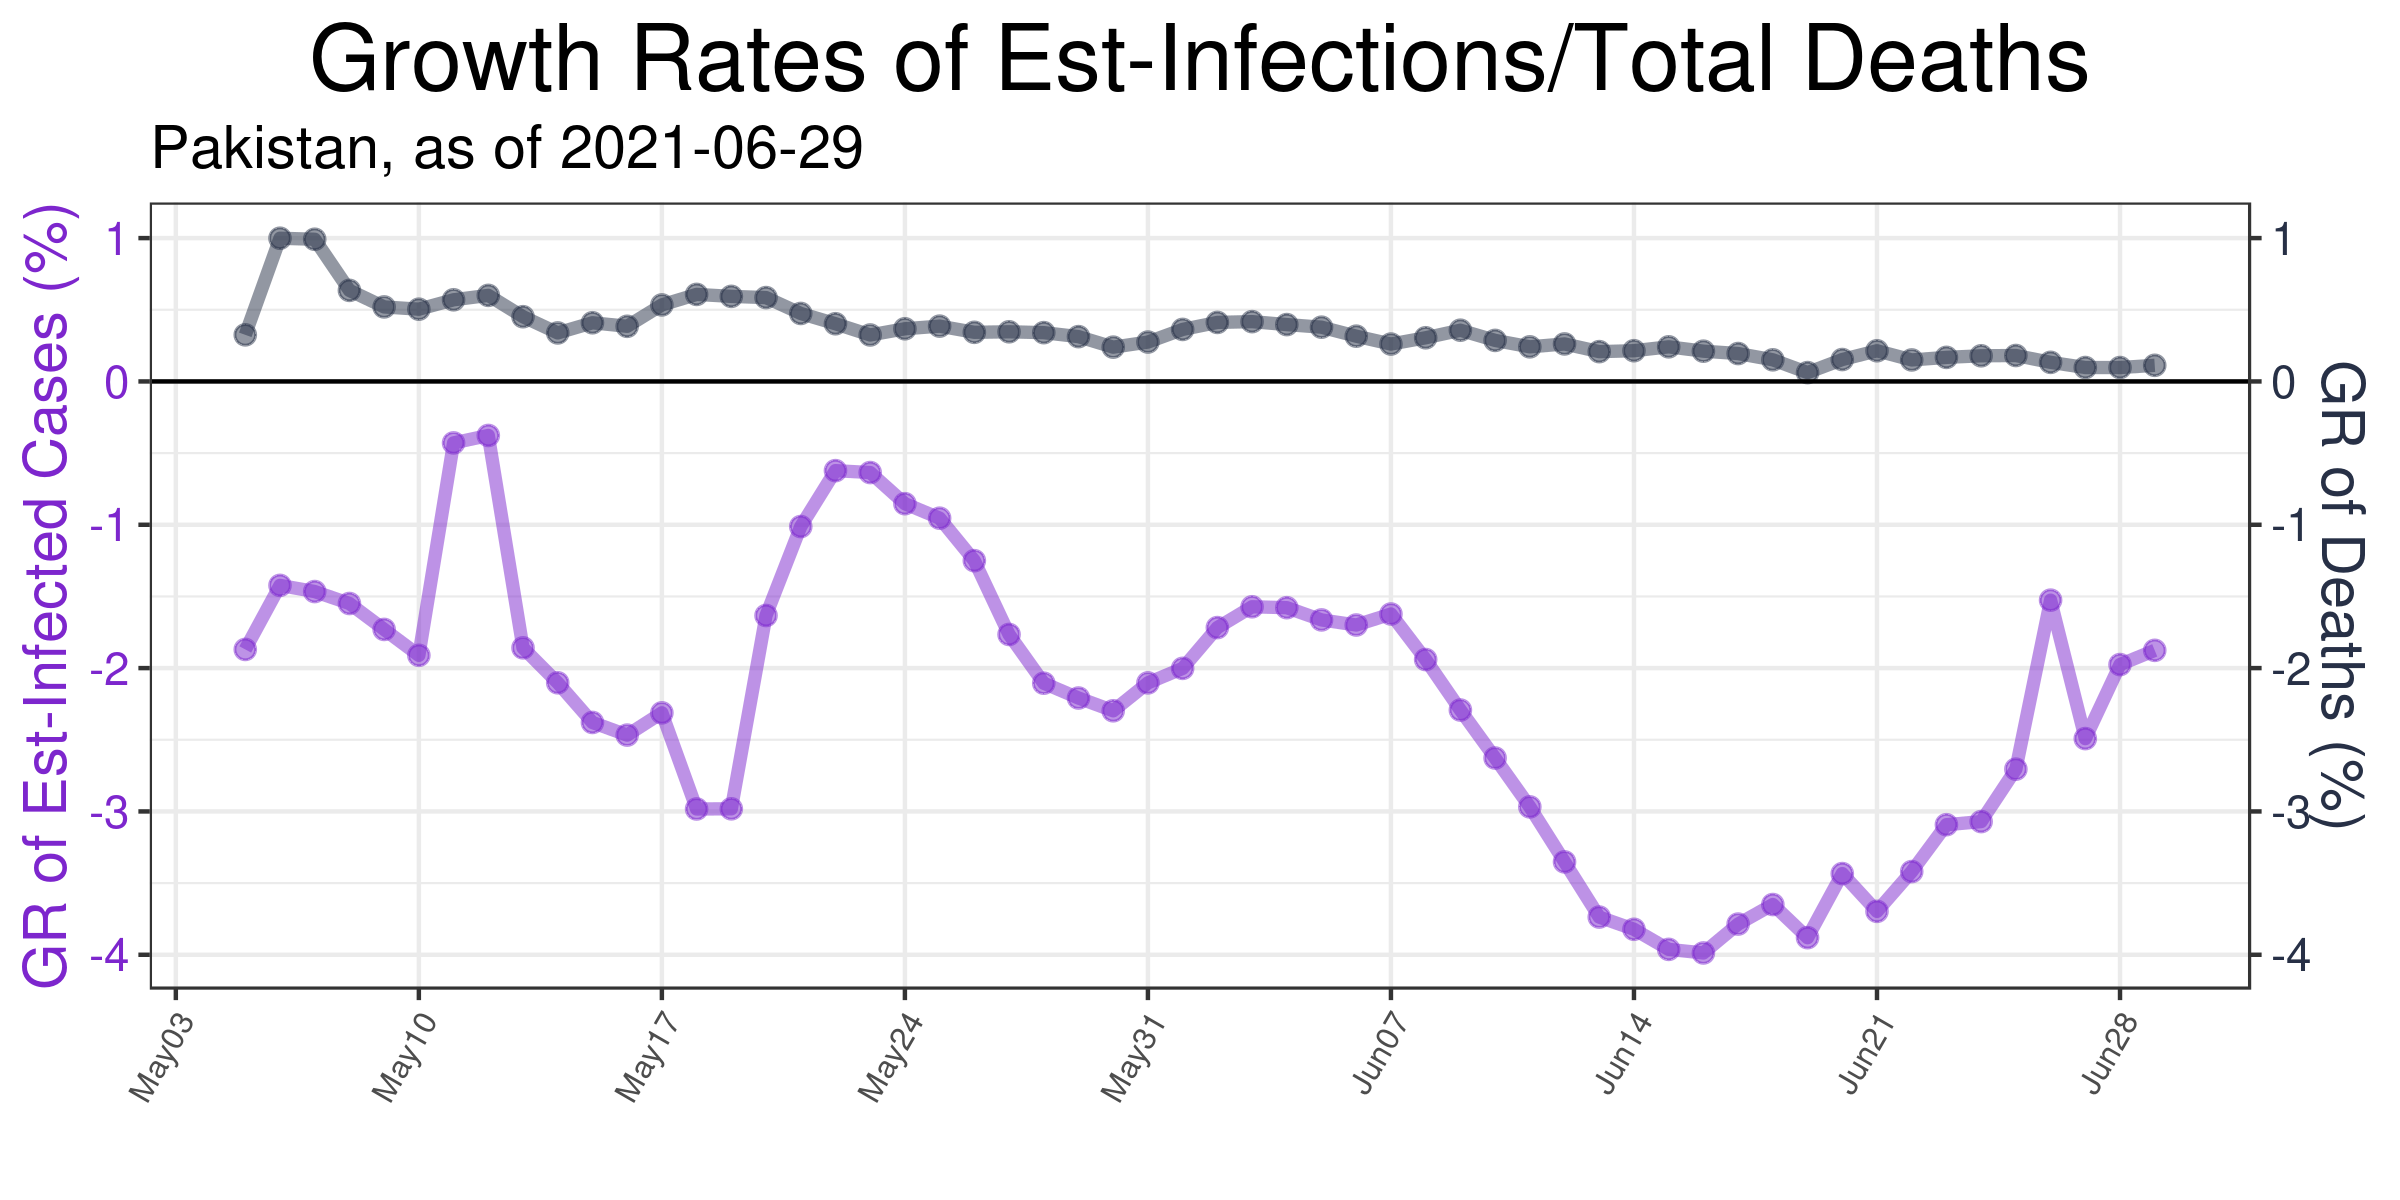 Growth Rates of Est-Infections/Total Deaths
Pakistan, as of 2021-06-29
GR of Est-Infected Cases (%)
1
0
-1
-2
-3
-4
1
0
-1
-2
-3
-4
GR of Deaths (%)
May03
May10
May17
May24
May31
Jun07
Jun14
Jun21
Jun28